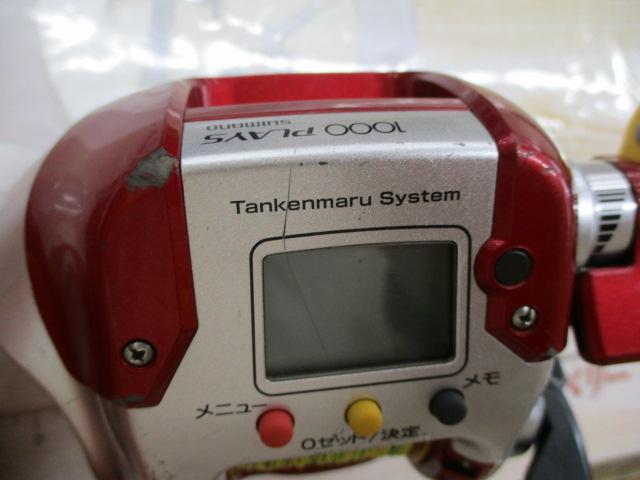 1000 PLAYS
SHIMANO
Tankenmaru System
メモ
メニュー
0セット/決定